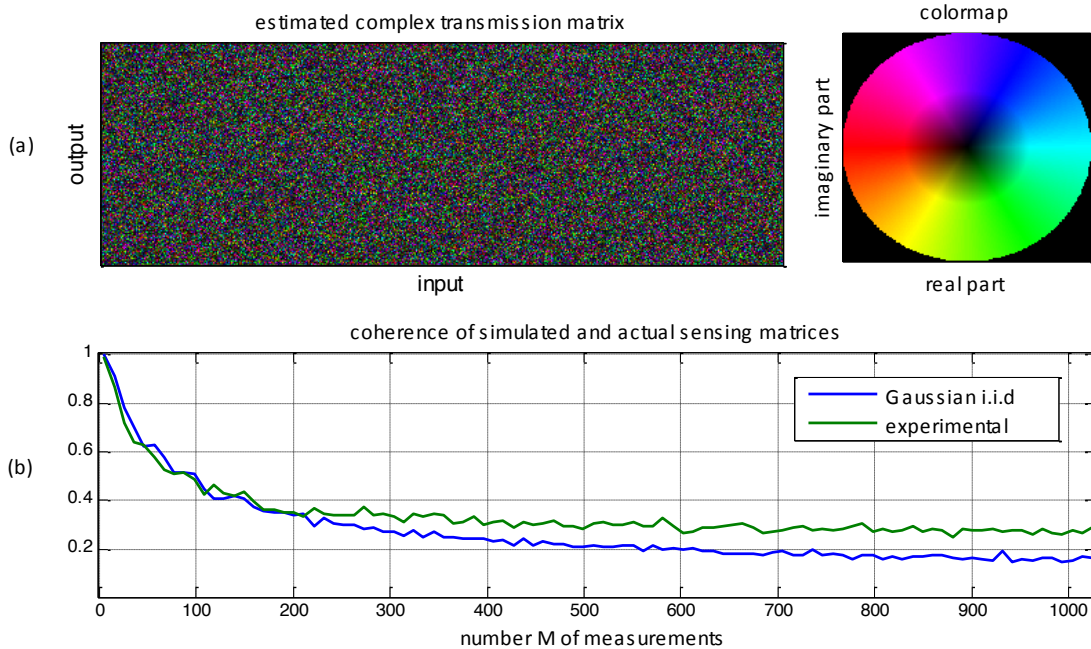 estimated complex transmission matrix
colormap
(a)
output
input
imaginary part
real part
coherence of simulated and actual sensing matrices
(b)
1
0.8
0.6
0.4
0.2
Gaussian i.i.d
experimental
0 100 200 300 400 500 600 700 800 900 1000
number M of measurements